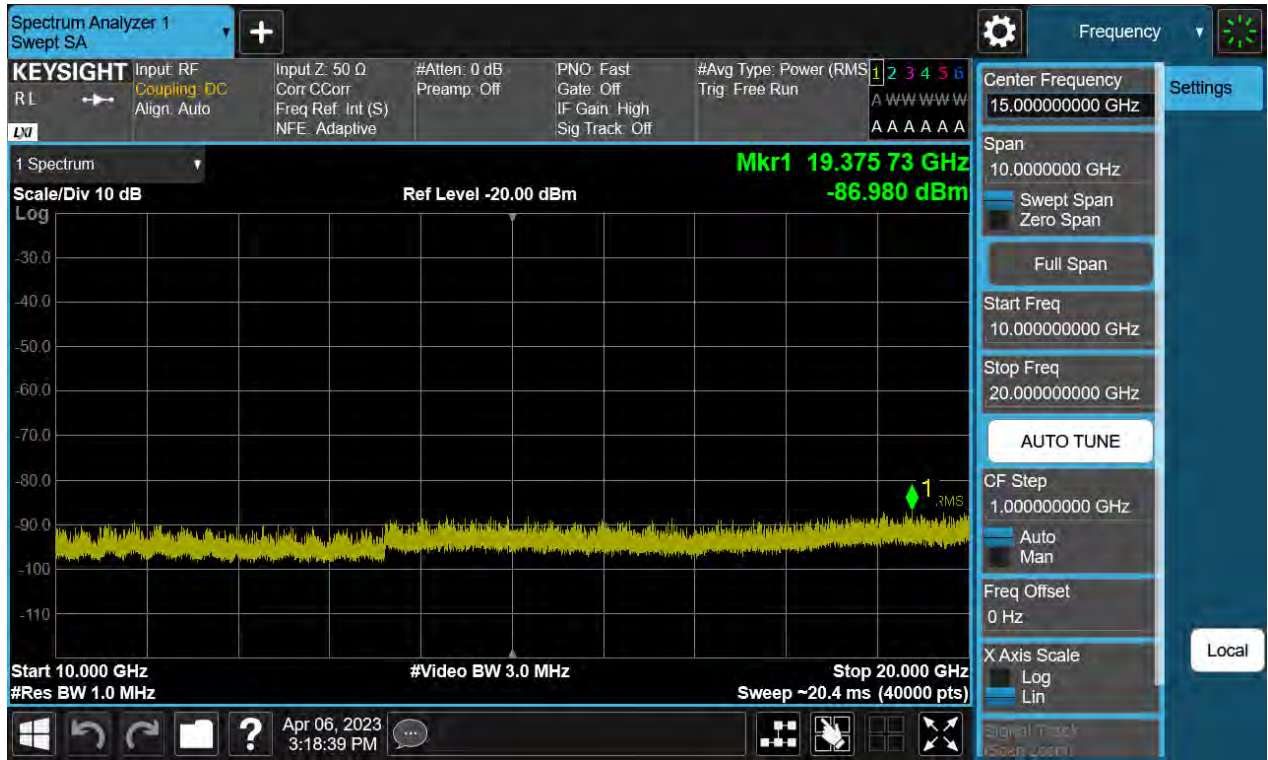 Spectrum Analyzer 1
Swept SA
Frequency
KEYSIGHT
RL
LXI
Input: RF
Coupling: DC
Align: Auto
Input Z: 50 Ω
Corr CCorr
Freq Ref: Int (S)
NFE: Adaptive
#Atten: 0 dB
Preamp: Off
PNO: Fast
Gate: Off
IF Gain: High
Sig Track: Off
#Avg Type: Power (RMS
Trig: Free Run
1 2 3 4 5 6
A W W W W W
A A A A A A
1 Spectrum
Mkr1 19.375 73 GHz
Scale/Div 10 dB
Ref Level -20.00 dBm
-86.980 dBm
Log
-30.0
-40.0
-50.0
-60.0
-70.0
-80.0
-90.0
-100
-110
1
RMS
Start 10.000 GHz
#Video BW 3.0 MHz
Stop 20.000 GHz
#Res BW 1.0 MHz
Sweep ~20.4 ms (40000 pts)
Apr 06, 2023
3:18:39 PM
Center Frequency
15.000000000 GHz
Settings
Span
10.0000000 GHz
Swept Span
Zero Span
Full Span
Start Freq
10.000000000 GHz
Stop Freq
20.000000000 GHz
AUTO TUNE
CF Step
1.000000000 GHz
Auto
Man
Freq Offset
0 Hz
X Axis Scale
Log
Lin
Local
Signal Track
(Span Zoom)